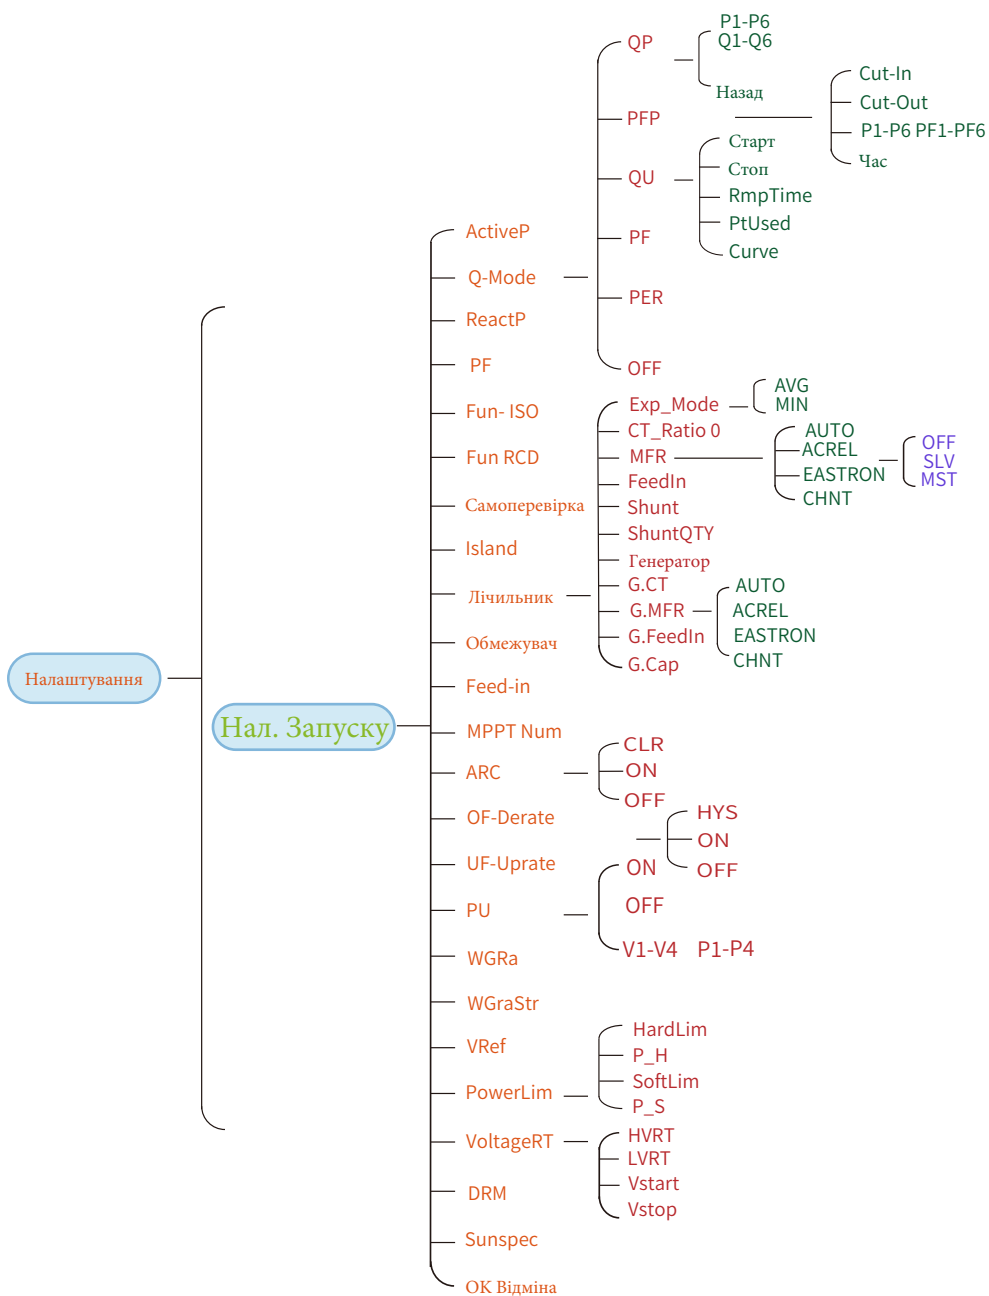 Налаштування
Нал. Запуску
ActiveP
Q-Mode
QP
P1-P6
Q1-Q6
Назад
PFP
Cut-In
Cut-Out
P1-P6 PF1-PF6
Час
QU
Старт
Стоп
RmpTime
PtUsed
Curve
PF
PER
OFF
ReactP
PF
Fun- ISO
Fun RCD
Самоперевірка
Island
Лічильник
Exp_Mode
AVG
MIN
CT_Ratio 0
MFR
AUTO
ACREL
EASTRON
CHNT
OFF
SLV
MST
FeedIn
Shunt
ShuntQTY
Генератор
G.CT
G.MFR
AUTO
ACREL
EASTRON
CHNT
G.FeedIn
G.Cap
Обмежувач
Feed-in
MPPT Num
ARC
CLR
ON
OFF
OF-Derate
UF-Uprate
HYS
ON
OFF
PU
ON
OFF
V1-V4 P1-P4
WGRa
WGraStr
VRef
PowerLim
HardLim
P_H
SoftLim
P_S
VoltageRT
HVRT
LVRT
Vstart
Vstop
DRM
Sunspec
OK Відміна